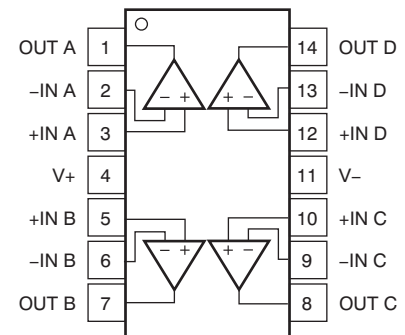 OUT A 1 14 OUT D
−IN A 2 − + + − 13 −IN D
+IN A 3 12 +IN D
V+ 4 11 V−
+IN B 5 10 +IN C
−IN B 6 − + + − 9 −IN C
OUT B 7 8 OUT C